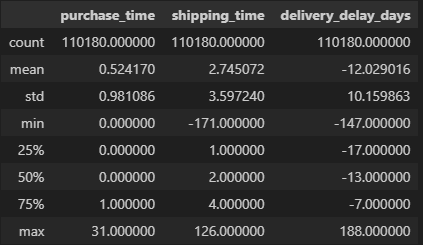 purchase_time shipping_time delivery_delay_days
count 110180.000000 110180.000000 110180.000000
mean 0.524170 2.745072 -12.029016
std 0.981086 3.597240 10.159863
min 0.000000 -171.000000 -147.000000
25% 0.000000 1.000000 -17.000000
50% 0.000000 2.000000 -13.000000
75% 1.000000 4.000000 -7.000000
max 31.000000 126.000000 188.000000